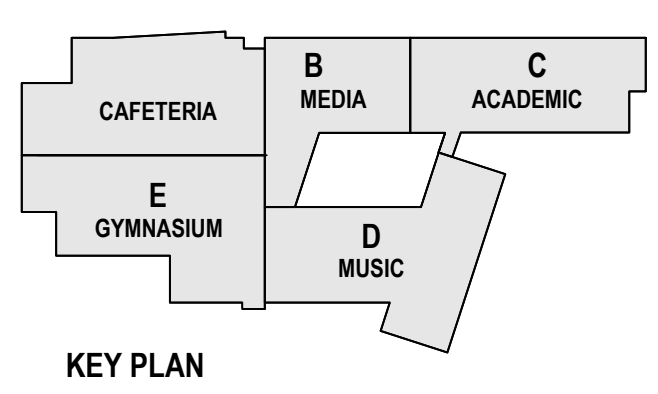 B
MEDIA
C
ACADEMIC
CAFETERIA
E
GYMNASIUM
D
MUSIC
KEY PLAN